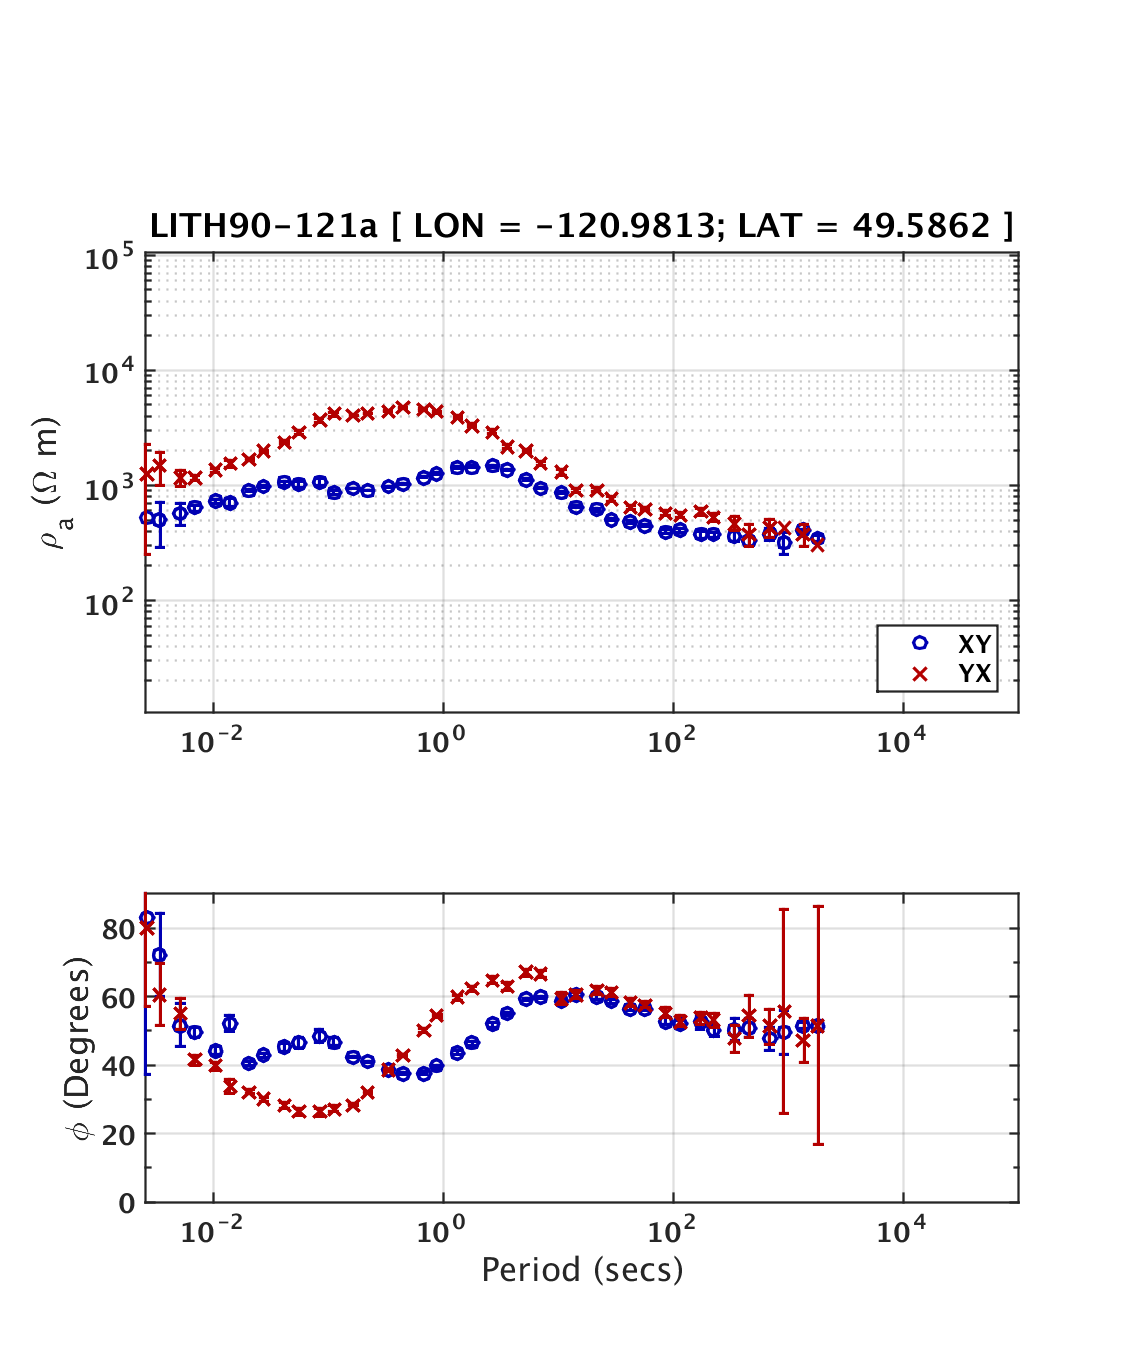 LITH90-121a [ LON = -120.9813; LAT = 49.5862 ]
10^5
10^4
10^3
10^2
ρa (Ω m)
10^-2 10^0 10^2 10^4
XY
YX
80
60
40
20
0
ϕ (Degrees)
10^-2 10^0 10^2 10^4
Period (secs)